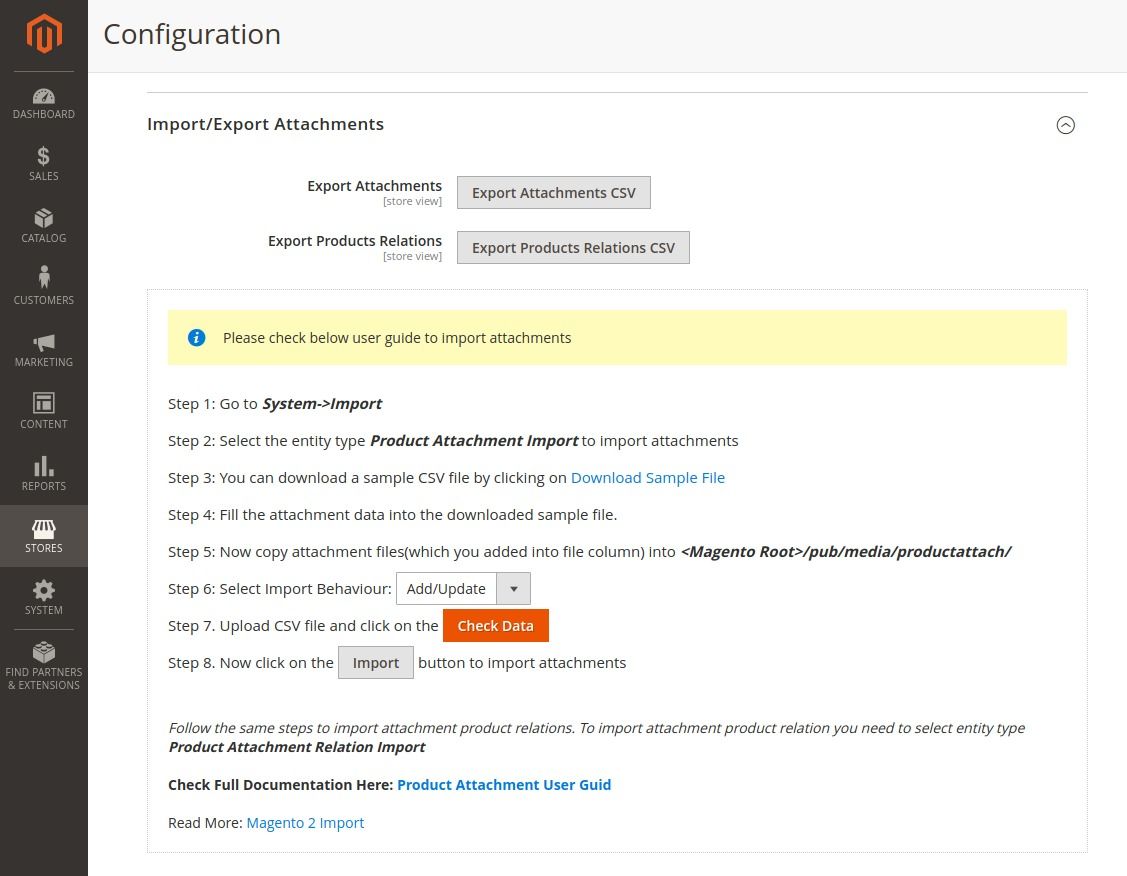 Configuration
DASHBOARD
SALES
CATALOG
CUSTOMERS
MARKETING
CONTENT
REPORTS
STORES
SYSTEM
FIND PARTNERS
& EXTENSIONS
Import/Export Attachments
Export Attachments
[store view]
Export Attachments CSV
Export Products Relations
[store view]
Export Products Relations CSV
Please check below user guide to import attachments
Step 1: Go to System->Import
Step 2: Select the entity type Product Attachment Import to import attachments
Step 3: You can download a sample CSV file by clicking on Download Sample File
Step 4: Fill the attachment data into the downloaded sample file.
Step 5: Now copy attachment files(which you added into file column) into <Magento Root>/pub/media/productattach/
Step 6: Select Import Behaviour: Add/Update
Step 7. Upload CSV file and click on the Check Data
Step 8. Now click on the Import button to import attachments
Follow the same steps to import attachment product relations. To import attachment product relation you need to select entity type
Product Attachment Relation Import
Check Full Documentation Here: Product Attachment User Guid
Read More: Magento 2 Import